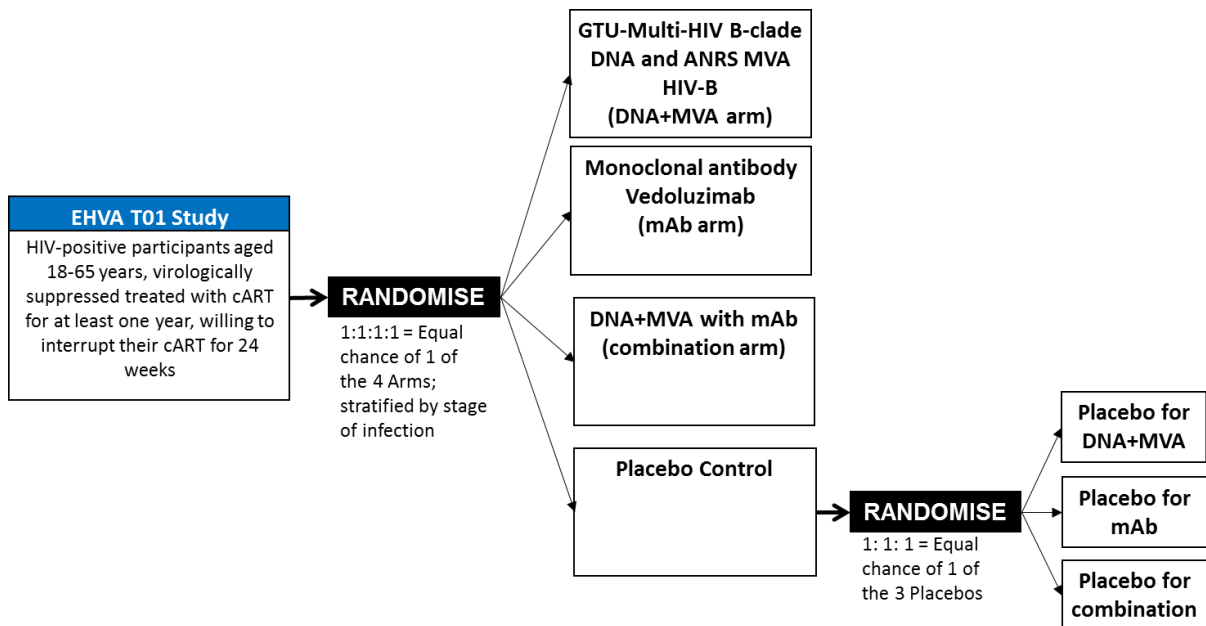 EHVA T01 Study
HIV-positive participants aged
18-65 years, virologically
suppressed treated with cART
for at least one year, willing to
interrupt their cART for 24
weeks
RANDOMISE
1:1:1:1 = Equal
chance of 1 of
the 4 Arms;
stratified by stage
of infection
GTU-Multi-HIV B-clade
DNA and ANRS MVA
HIV-B
(DNA+MVA arm)
Monoclonal antibody
Vedoluzimab
(mAb arm)
DNA+MVA with mAb
(combination arm)
Placebo Control
RANDOMISE
1: 1: 1 = Equal
chance of 1 of
the 3 Placebos
Placebo for
DNA+MVA
Placebo for
mAb
Placebo for
combination